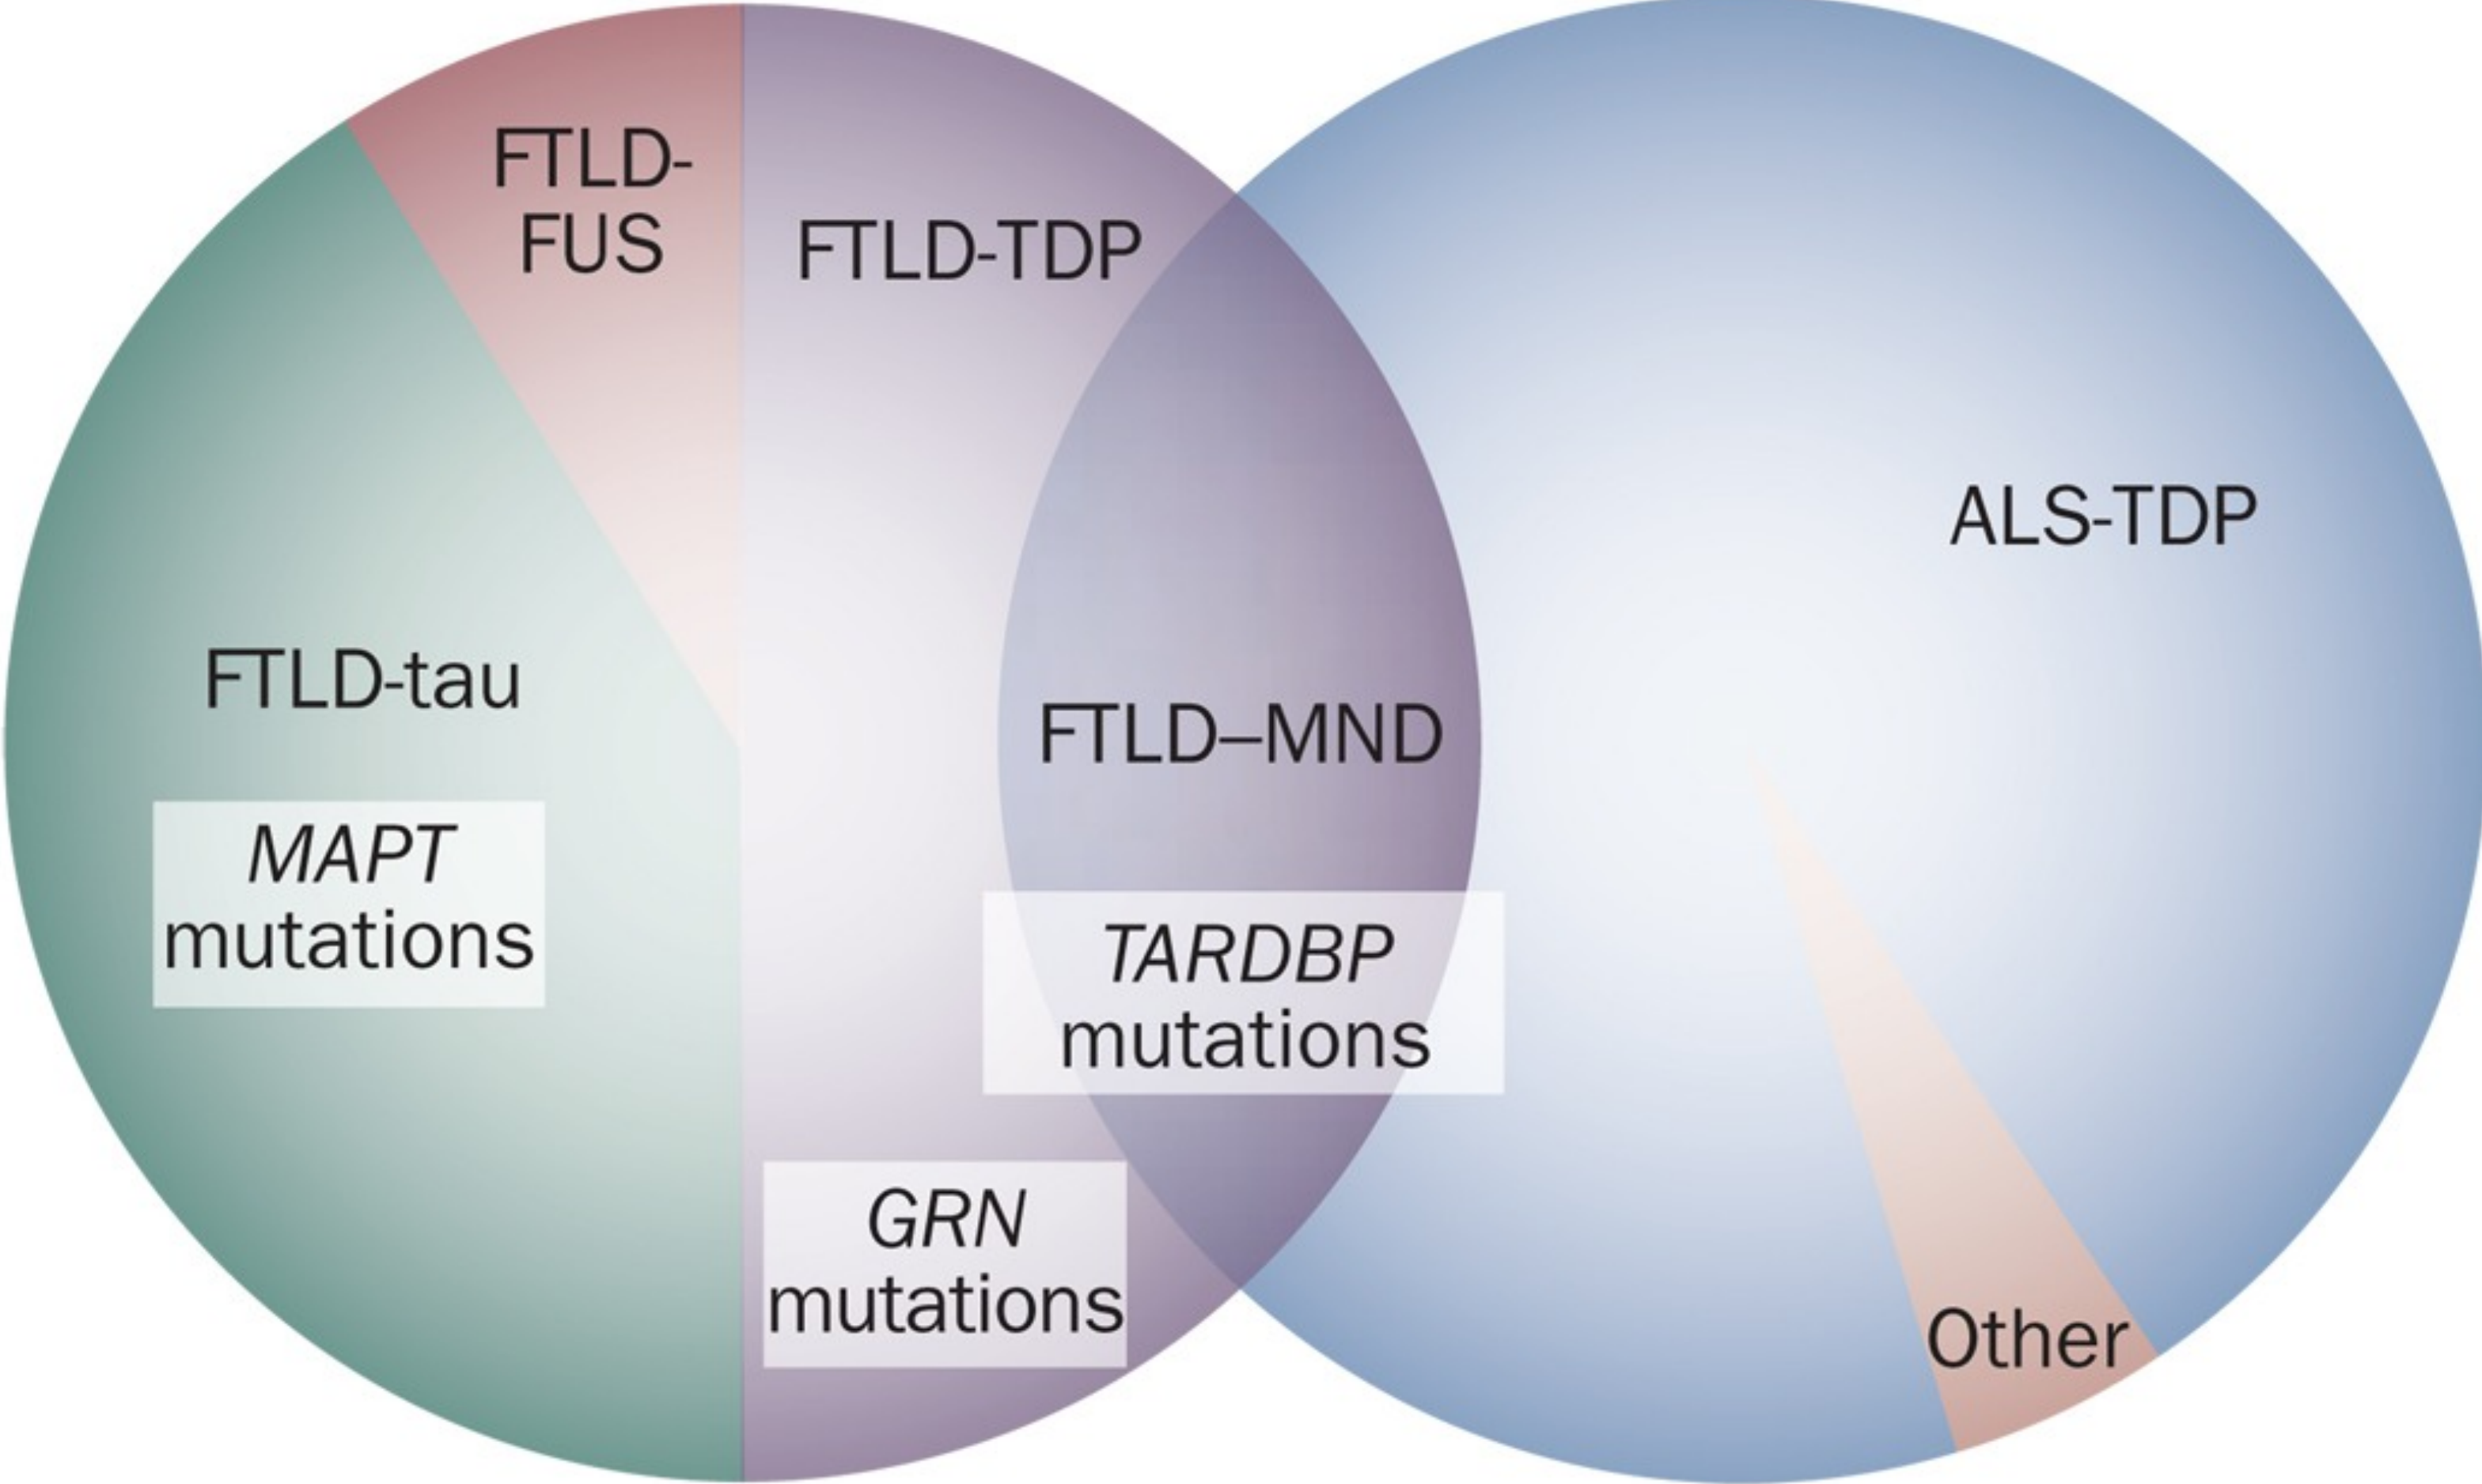 FTLD-
FUS
FTLD-TDP
ALS-TDP
FTLD-tau
FTLD–MND
MAPT
mutations
TARDBP
mutations
GRN
mutations
Other